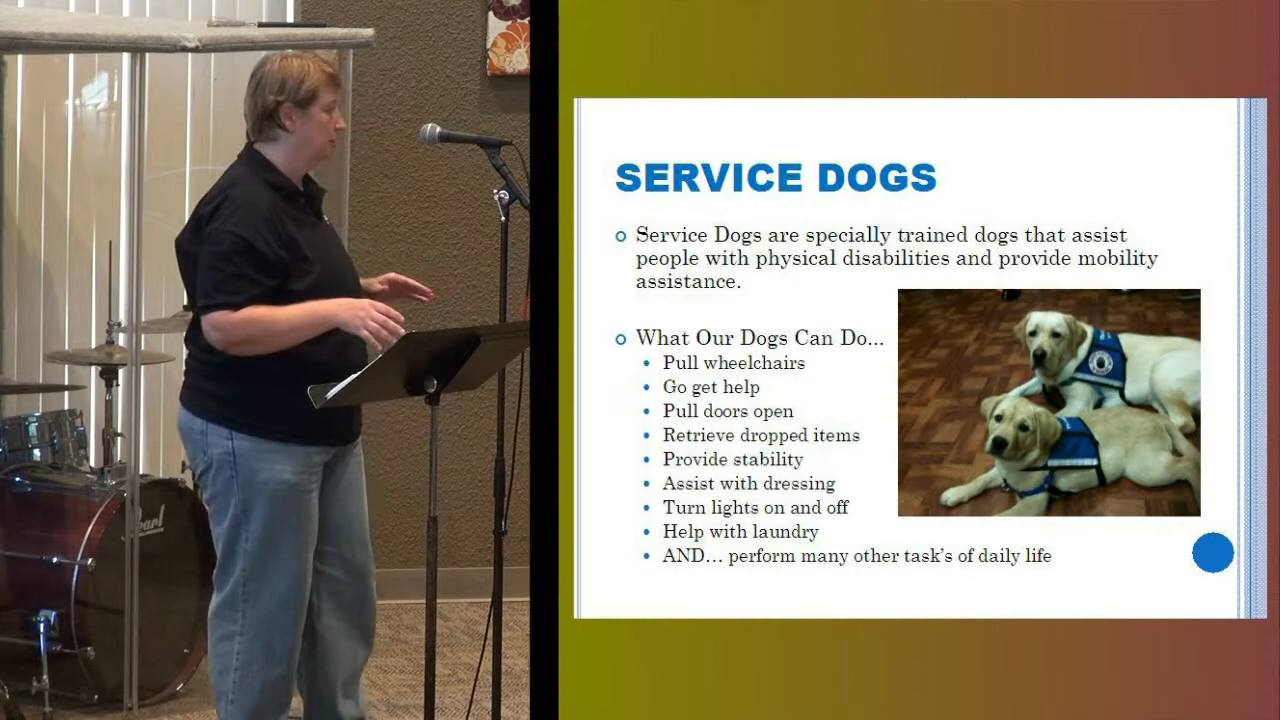 SERVICE DOGS
Service Dogs are specially trained dogs that assist
people with physical disabilities and provide mobility
assistance.
What Our Dogs Can Do...
Pull wheelchairs
Go get help
Pull doors open
Retrieve dropped items
Provide stability
Assist with dressing
Turn lights on and off
Help with laundry
AND... perform many other task's of daily life
Pearl